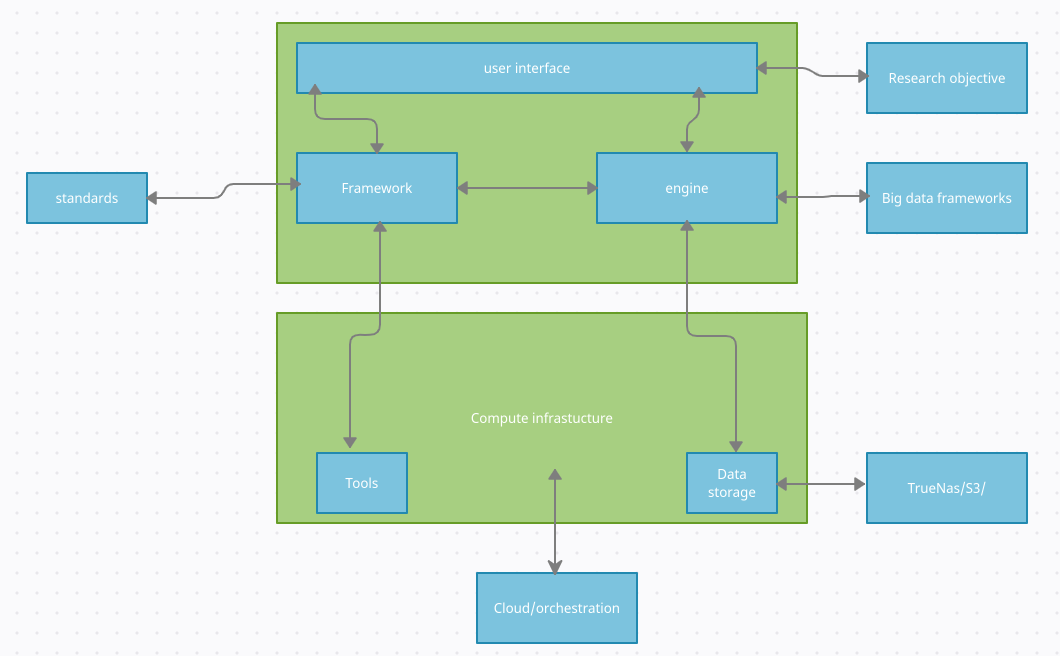 user interface
Research objective
Framework
engine
standards
Big data frameworks
Compute infrastucture
Tools
Data
storage
TrueNas/S3/
Cloud/orchestration